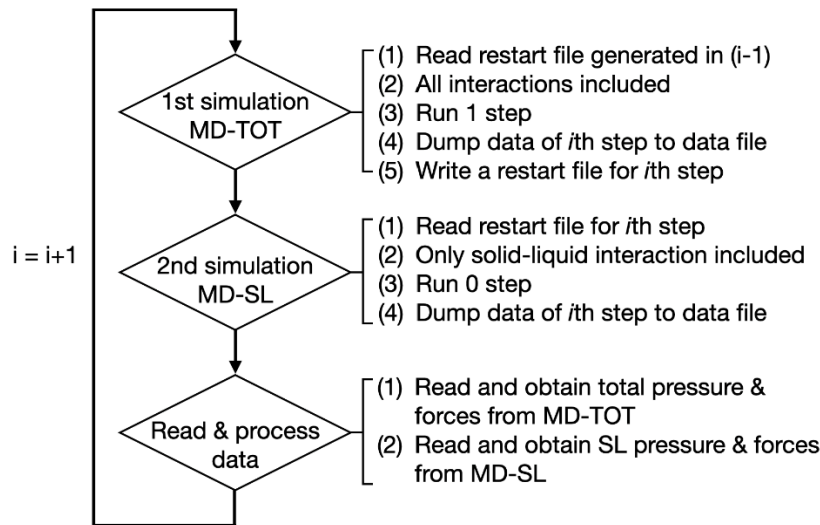 1st simulation
MD-TOT
(1) Read restart file generated in (i-1)
(2) All interactions included
(3) Run 1 step
(4) Dump data of ith step to data file
(5) Write a restart file for ith step
i = i+1
2nd simulation
MD-SL
(1) Read restart file for ith step
(2) Only solid-liquid interaction included
(3) Run 0 step
(4) Dump data of ith step to data file
Read & process
data
(1) Read and obtain total pressure &
forces from MD-TOT
(2) Read and obtain SL pressure & forces
from MD-SL